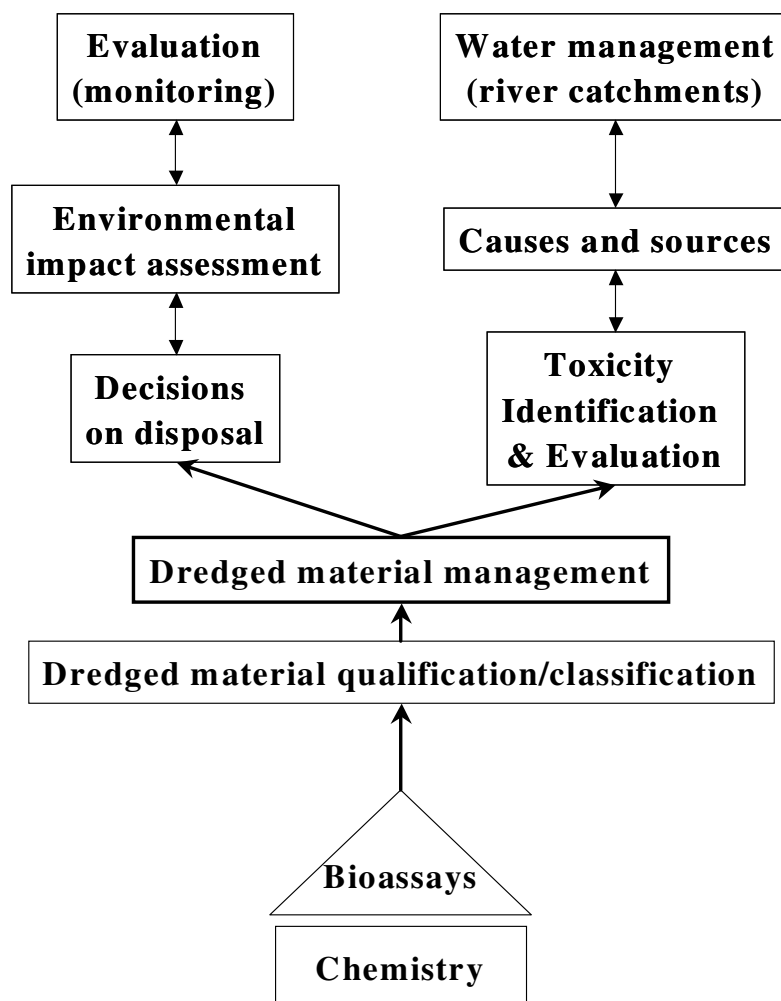 Evaluation
(monitoring)
Water management
(river catchments)
Environmental
impact assessment
Causes and sources
Decisions
on disposal
Toxicity
Identification
& Evaluation
Dredged material management
Dredged material qualification/classification
Bioassays
Chemistry